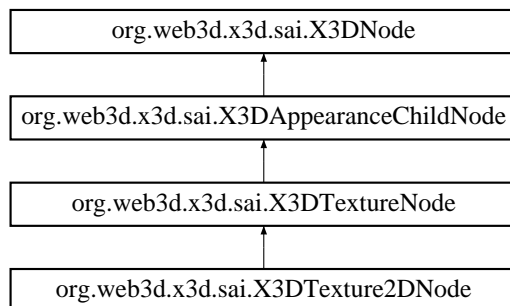 org.web3d.x3d.sai.X3DNode
org.web3d.x3d.sai.X3DAppearanceChildNode
org.web3d.x3d.sai.X3DTextureNode
org.web3d.x3d.sai.X3DTexture2DNode